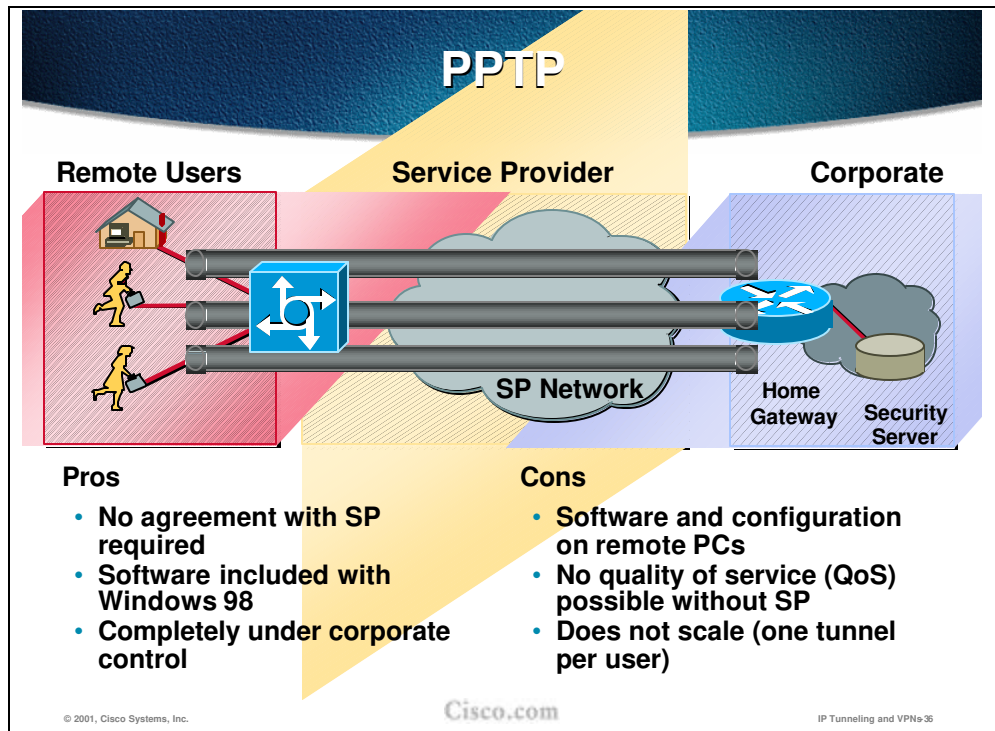 PPTP
Remote Users
Service Provider
Corporate
SP Network
Home
Gateway
Security
Server
Pros
• No agreement with SP
required
• Software included with
Windows 98
• Completely under corporate
control
Cons
• Software and configuration
on remote PCs
• No quality of service (QoS)
possible without SP
• Does not scale (one tunnel
per user)
© 2001, Cisco Systems, Inc.
Cisco.com
IP Tunneling and VPNs-36